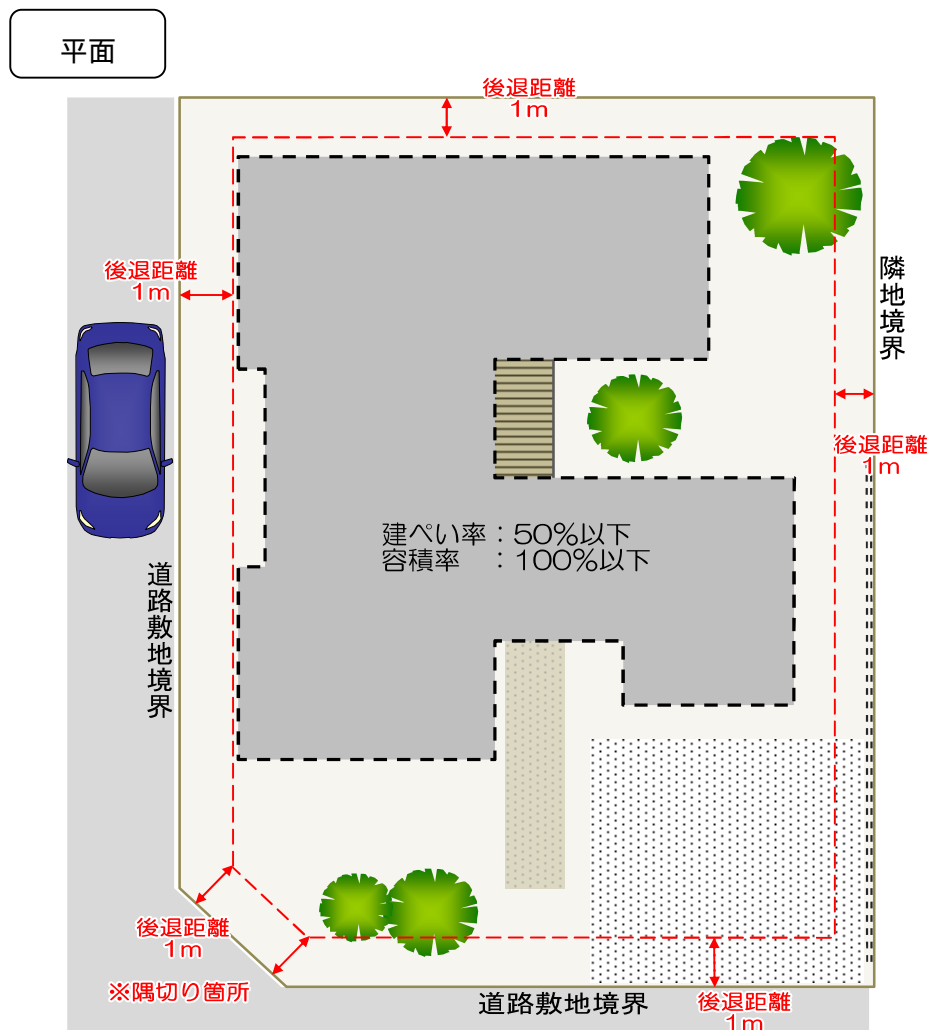 平面
後退距離
1m
後退距離
1m
隣地境界
後退距離
1m
建ぺい率：50％以下
容積率　：100％以下
道路敷地境界
後退距離
1m
※隅切り箇所
道路敷地境界
後退距離
1m